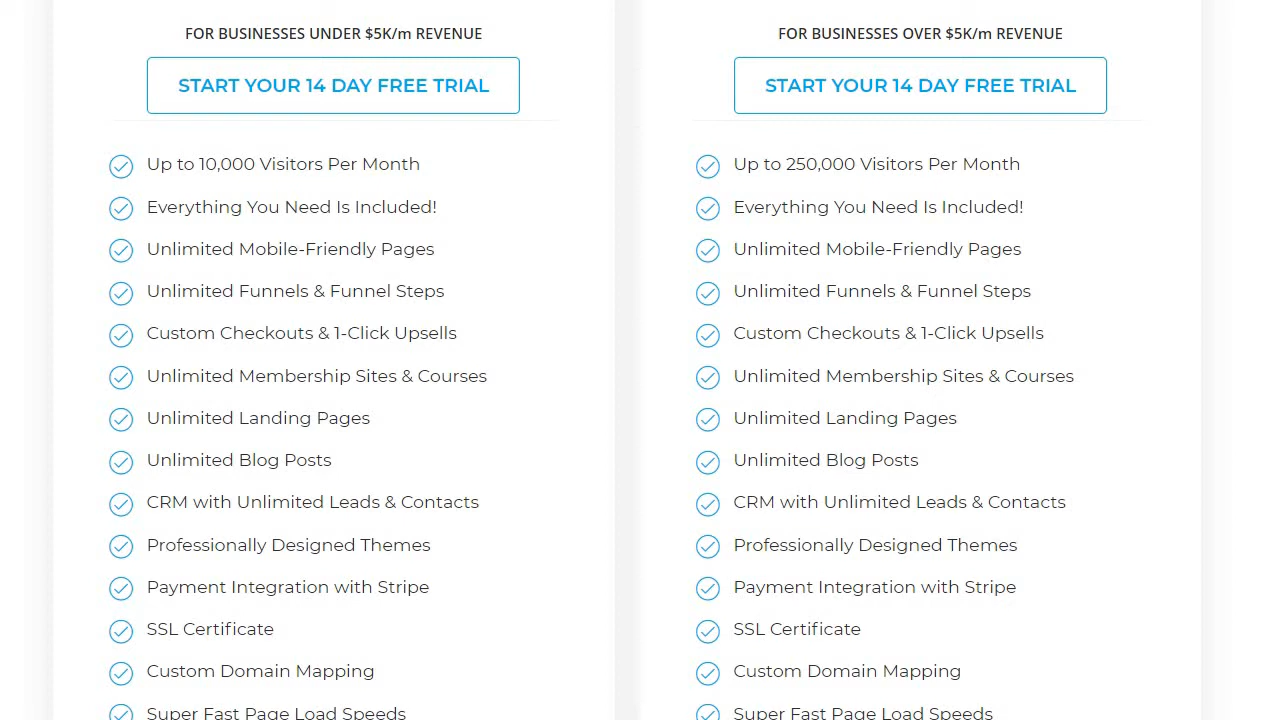 FOR BUSINESSES UNDER $5K/m REVENUE
START YOUR 14 DAY FREE TRIAL
Up to 10,000 Visitors Per Month
Everything You Need Is Included!
Unlimited Mobile-Friendly Pages
Unlimited Funnels & Funnel Steps
Custom Checkouts & 1-Click Upsells
Unlimited Membership Sites & Courses
Unlimited Landing Pages
Unlimited Blog Posts
CRM with Unlimited Leads & Contacts
Professionally Designed Themes
Payment Integration with Stripe
SSL Certificate
Custom Domain Mapping
Super Fast Page Load Speeds
FOR BUSINESSES OVER $5K/m REVENUE
START YOUR 14 DAY FREE TRIAL
Up to 250,000 Visitors Per Month
Everything You Need Is Included!
Unlimited Mobile-Friendly Pages
Unlimited Funnels & Funnel Steps
Custom Checkouts & 1-Click Upsells
Unlimited Membership Sites & Courses
Unlimited Landing Pages
Unlimited Blog Posts
CRM with Unlimited Leads & Contacts
Professionally Designed Themes
Payment Integration with Stripe
SSL Certificate
Custom Domain Mapping
Super Fast Page Load Speeds